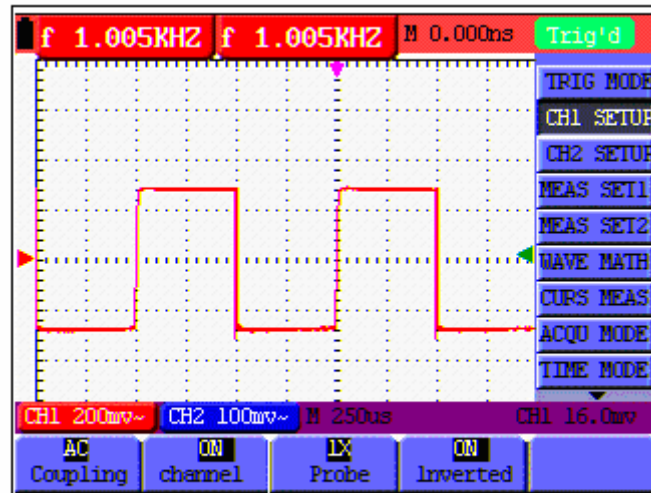 f 1.005KHZ f 1.005KHZ M 0.000ns Trig'd
TRIG MODE
CH1 SETUP
CH2 SETUP
MEAS SET1
MEAS SET2
WAVE MATH
CURS MEAS
ACQU MODE
TIME MODE
CH1 200mv~ CH2 100mv~ M 250us CH1 16.0mv
AC ON 1X ON
Coupling channel Probe lnverted